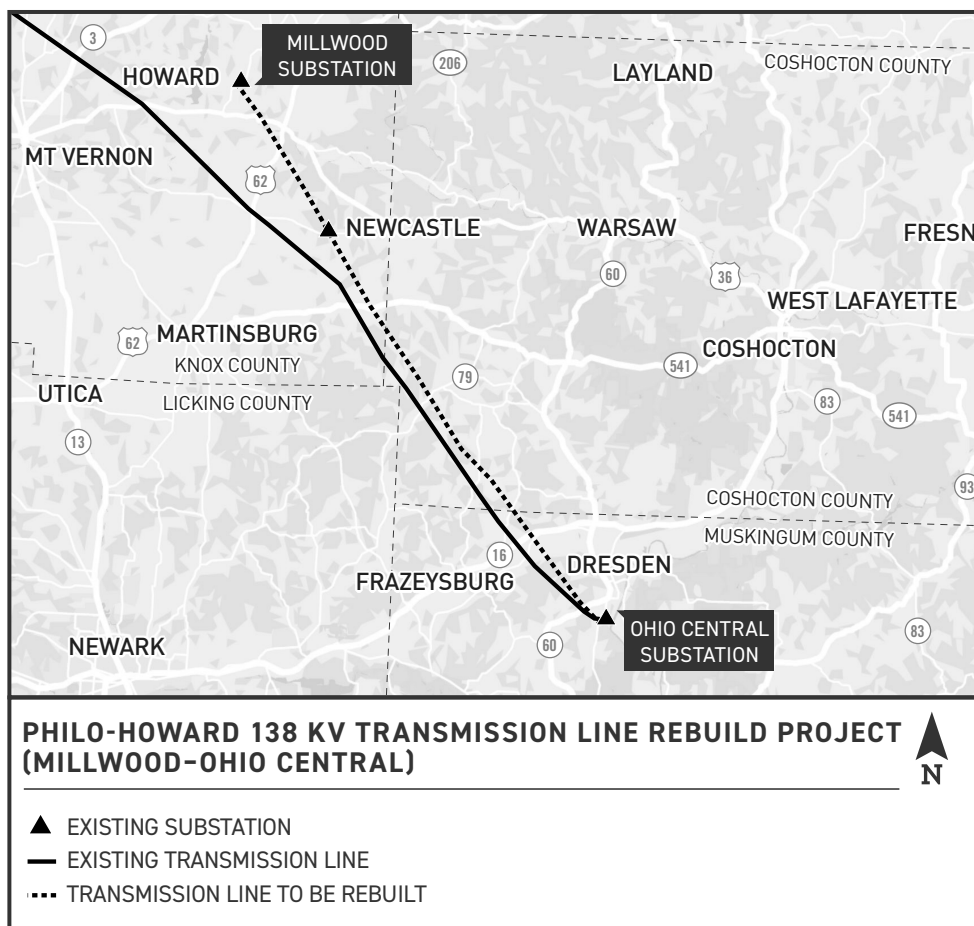 3
MILLWOOD
SUBSTATION
HOWARD
206
LAYLAND
COSHOCTON COUNTY
MT VERNON
62
NEWCASTLE
WARSAW
FRESN
60
36
WEST LAFAYETTE
MARTINSBURG
62
KNOX COUNTY
COSHOCTON
541
79
UTICA
LICKING COUNTY
83
541
13
93
COSHOCTON COUNTY
MUSKINGUM COUNTY
16
DRESDEN
FRAZEYSBURG
OHIO CENTRAL
SUBSTATION
60
83
NEWARK
PHILO-HOWARD 138 KV TRANSMISSION LINE REBUILD PROJECT
(MILLWOOD–OHIO CENTRAL)
N
EXISTING SUBSTATION
EXISTING TRANSMISSION LINE
TRANSMISSION LINE TO BE REBUILT